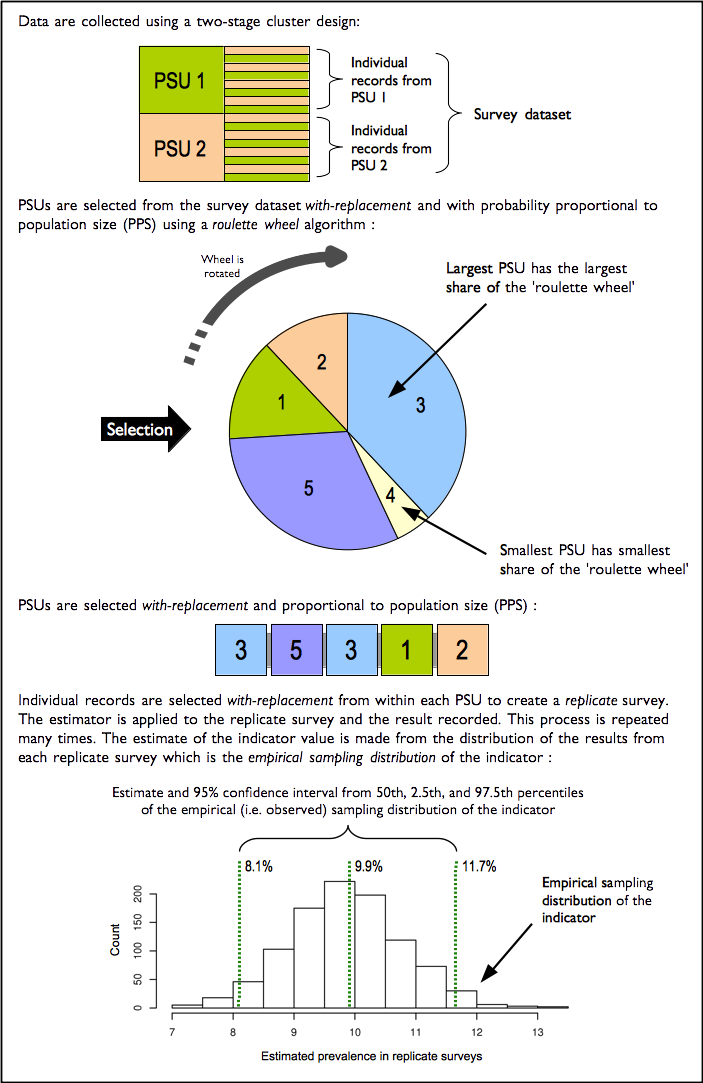 Data are collected using a two-stage cluster design:
PSU 1
Individual
records from
PSU 1
PSU 2
Individual
records from
PSU 2
Survey dataset
PSUs are selected from the survey dataset with-replacement and with probability proportional to
population size (PPS) using a roulette wheel algorithm :
Wheel is
rotated
Largest PSU has the largest
share of the 'roulette wheel'
2
1
3
Selection
5
4
Smallest PSU has smallest
share of the 'roulette wheel'
PSUs are selected with-replacement and proportional to population size (PPS) :
3 5 3 1 2
Individual records are selected with-replacement from within each PSU to create a replicate survey.
The estimator is applied to the replicate survey and the result recorded. This process is repeated
many times. The estimate of the indicator value is made from the distribution of the results from
each replicate survey which is the empirical sampling distribution of the indicator :
Estimate and 95% confidence interval from 50th, 2.5th, and 97.5th percentiles
of the empirical (i.e. observed) sampling distribution of the indicator
8.1% 9.9% 11.7%
Empirical sampling
distribution of the
indicator
Count
200
150
100
50
0
7 8 9 10 11 12 13
Estimated prevalence in replicate surveys